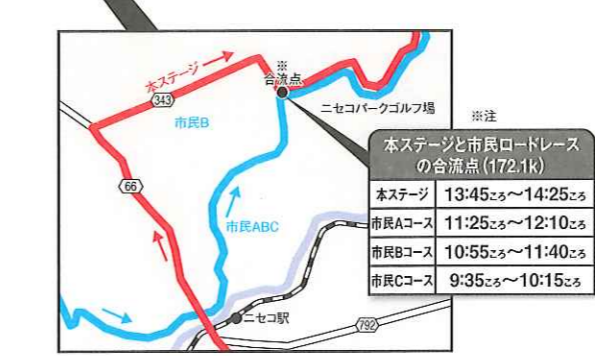 本ステージ
※
合流点
343
市民B
ニセコパークゴルフ場
66
市民ABC
ニセコ駅
792
※注
本ステージと市民ロードレース
の合流点(172.1k)
本ステージ 13:45ころ～14:25ころ
市民Aコース 11:25ころ～12:10ころ
市民Bコース 10:55ころ～11:40ころ
市民Cコース 9:35ころ～10:15ころ